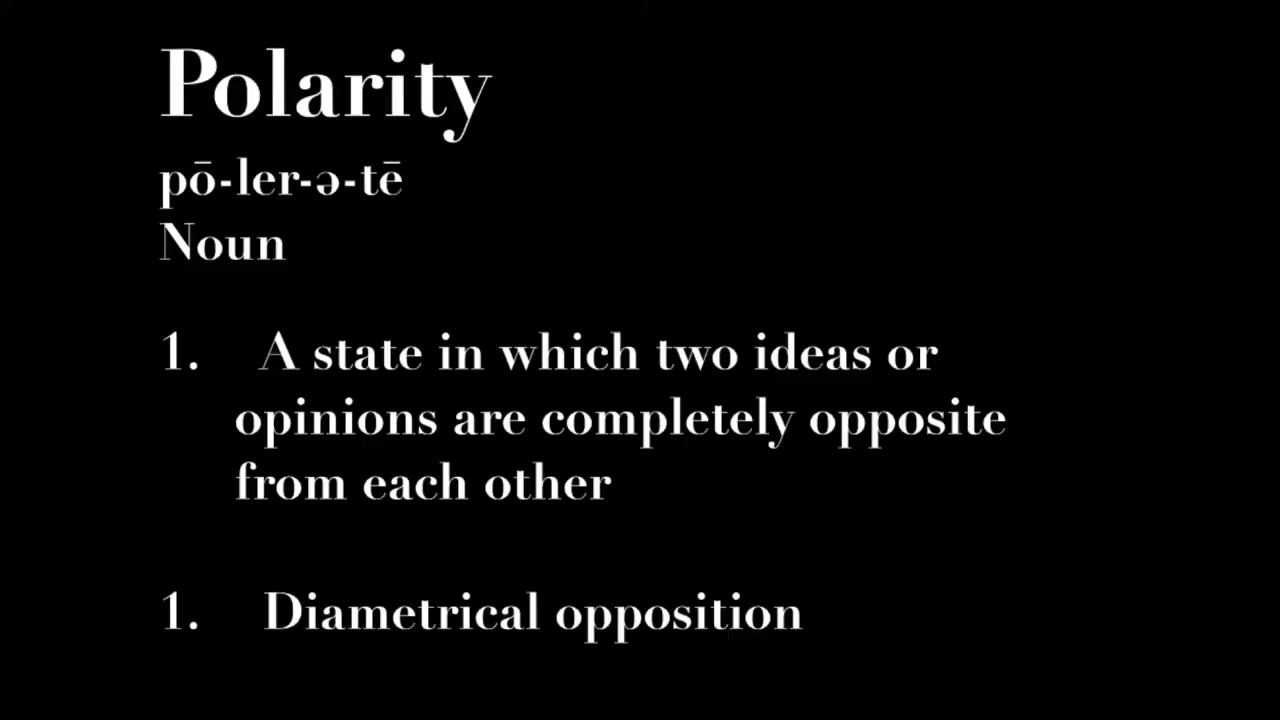 Polarity
pō-ler-ə-tē
Noun
1. A state in which two ideas or
opinions are completely opposite
from each other
1. Diametrical opposition